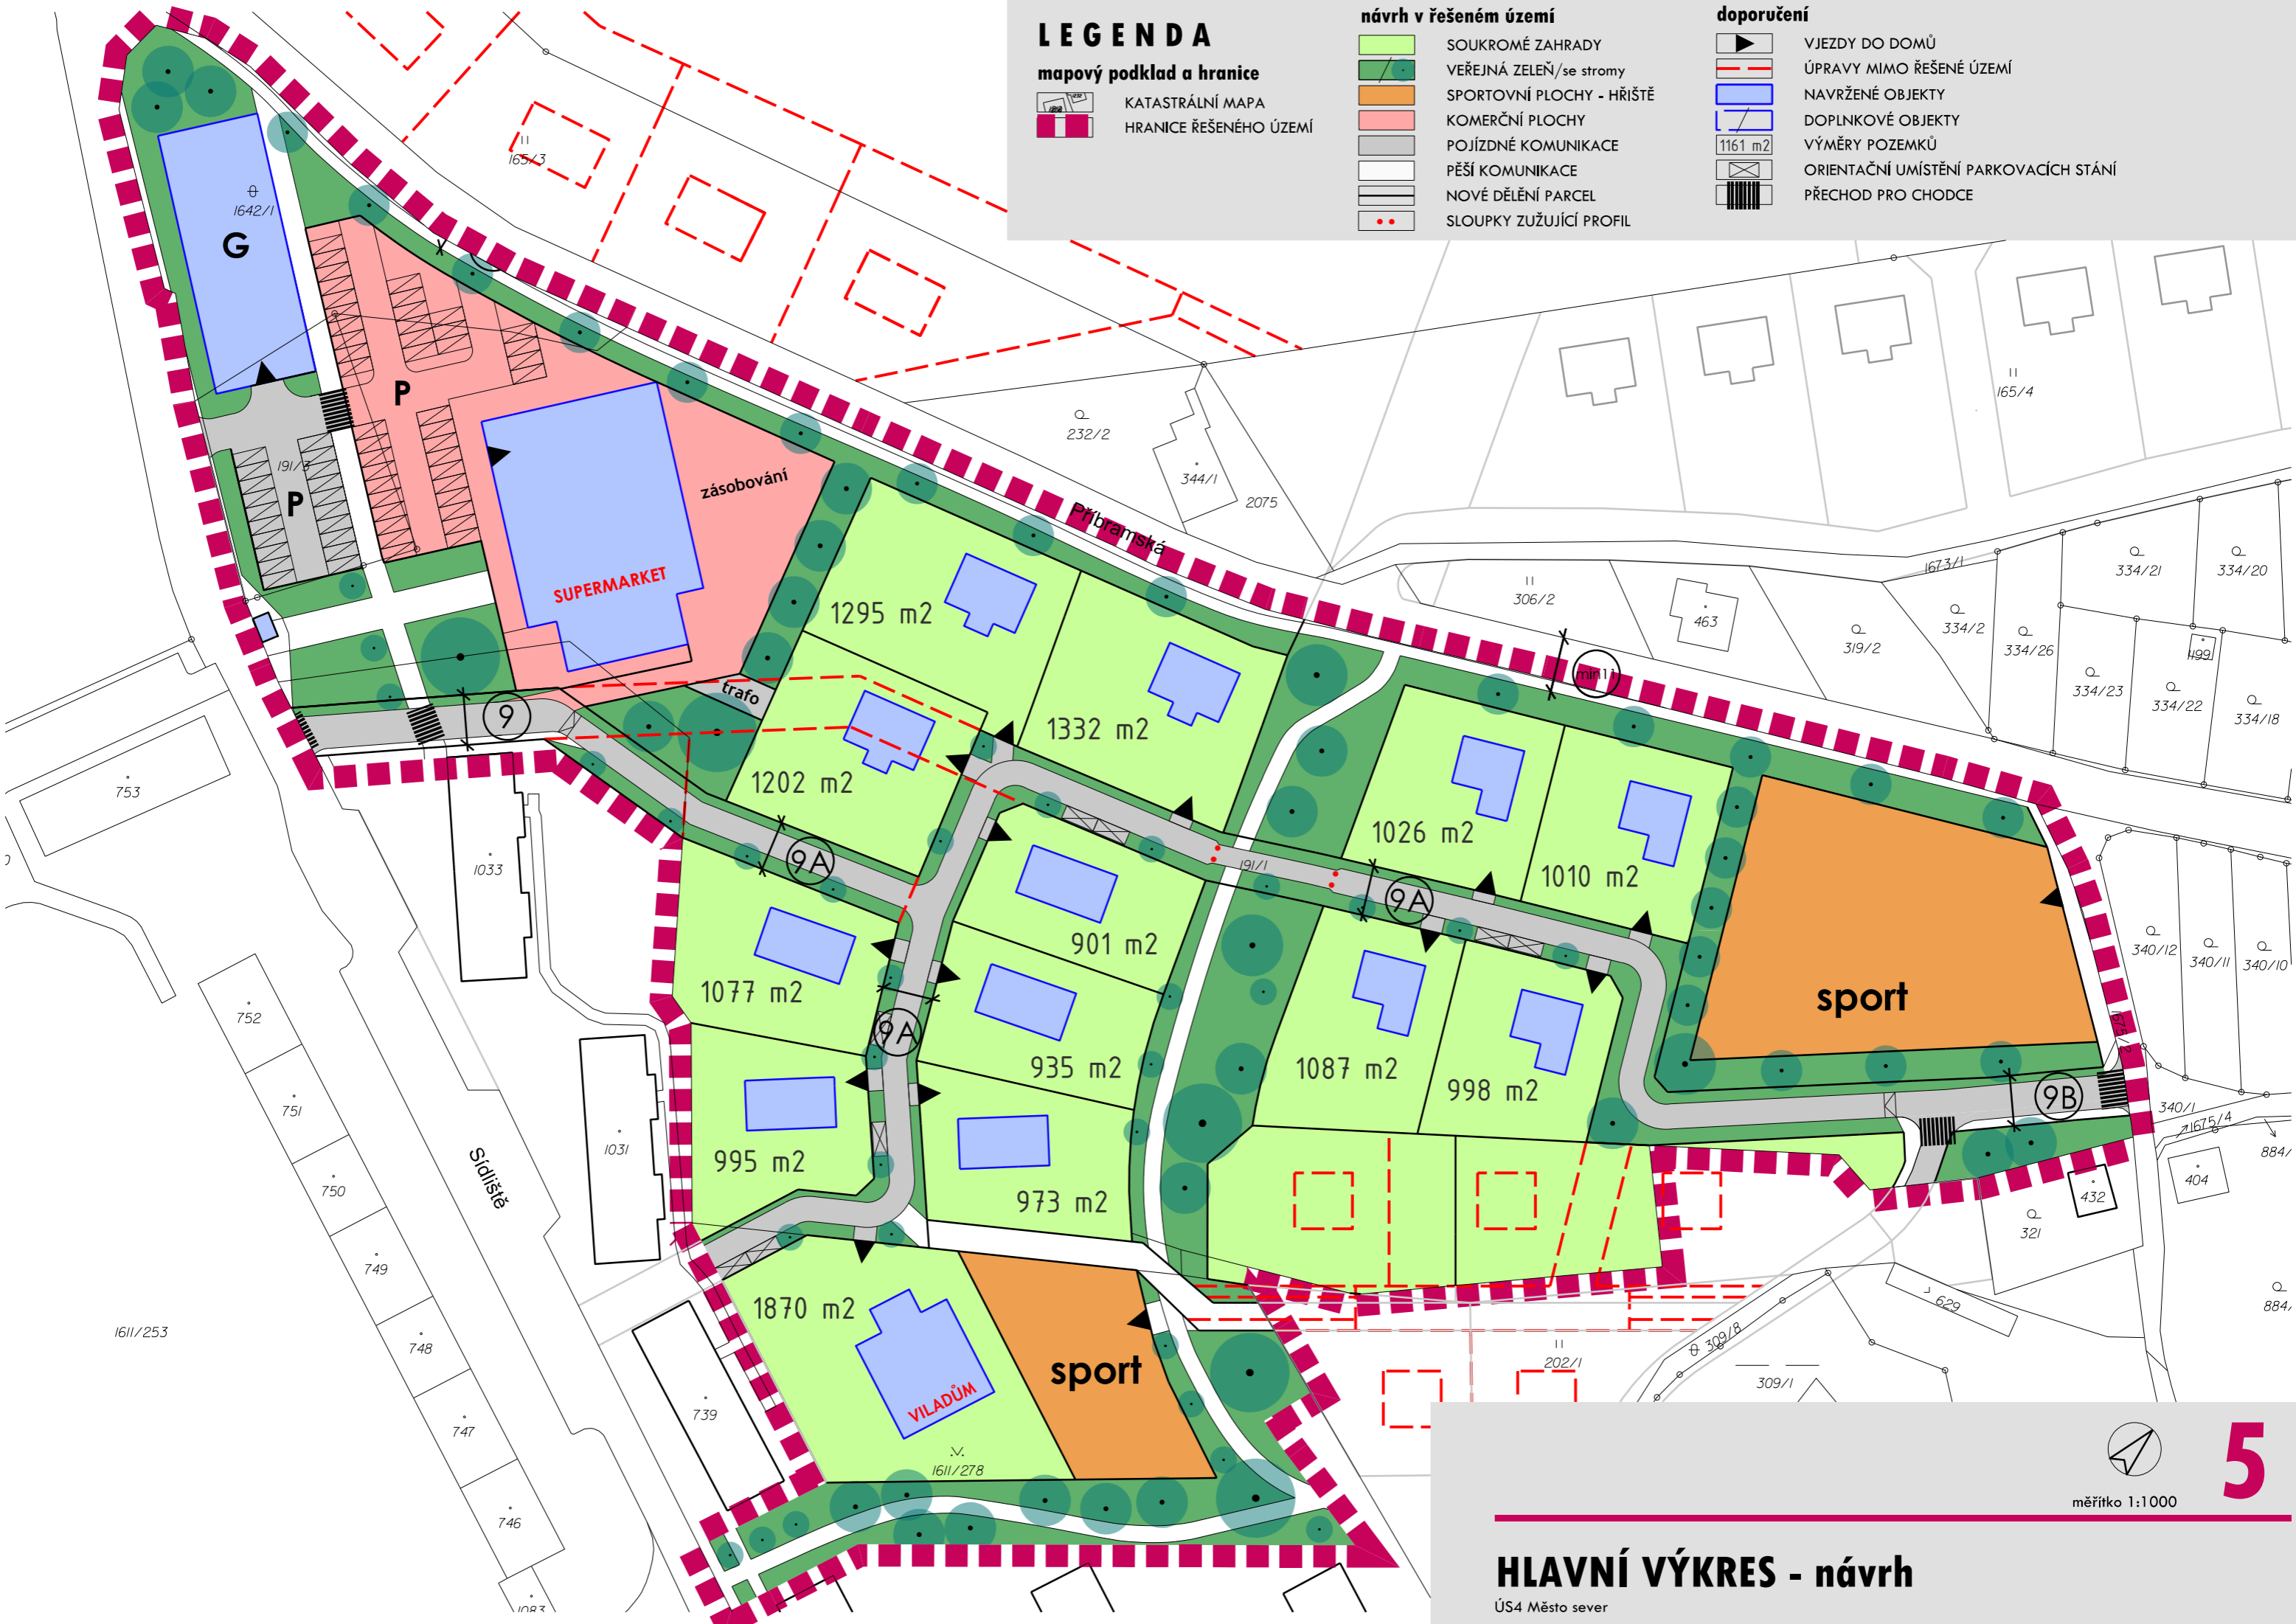 LEGENDA
mapový podklad a hranice
KATASTRÁLNÍ MAPA
HRANICE ŘEŠENÉHO ÚZEMÍ
návrh v řešeném území
SOUKROMÉ ZAHRADY
VEŘEJNÁ ZELEŇ/se stromy
SPORTOVNÍ PLOCHY - HŘIŠTĚ
KOMERČNÍ PLOCHY
POJÍZDNÉ KOMUNIKACE
PĚŠÍ KOMUNIKACE
NOVÉ DĚLENÍ PARCEL
SLOUPKY ZUŽUJÍCÍ PROFIL
doporučení
VJEZDY DO DOMŮ
ÚPRAVY MIMO ŘEŠENÉ ÚZEMÍ
NAVRŽENÉ OBJEKTY
DOPLNKOVÉ OBJEKTY
1161 m2 VÝMĚRY POZEMKŮ
ORIENTAČNÍ UMÍSTĚNÍ PARKOVACÍCH STÁNÍ
PŘECHOD PRO CHODCE
165/3
1642/1
G
P
191/3
P
zásobování
SUPERMARKET
trafo
232/2
344/1
2075
Příbramská
165/4
1673/1
306/2
463
319/2
334/2
334/21
334/20
334/26
1199
334/23
334/22
334/18
min11
1295 m2
1332 m2
1202 m2
9
9A
753
1033
1026 m2
1010 m2
191/1
9A
901 m2
1077 m2
9A
935 m2
1087 m2
998 m2
sport
340/12
340/11
340/10
1675/2
9B
340/1
1675/4
884/
404
432
321
752
751
750
749
748
747
746
1083
1031
Sídliště
995 m2
973 m2
1611/253
1870 m2
sport
VILADŮM
739
1611/278
629
309/8
202/1
309/1
884/
měřítko 1:1000
5
HLAVNÍ VÝKRES - návrh
ÚS4 Město sever